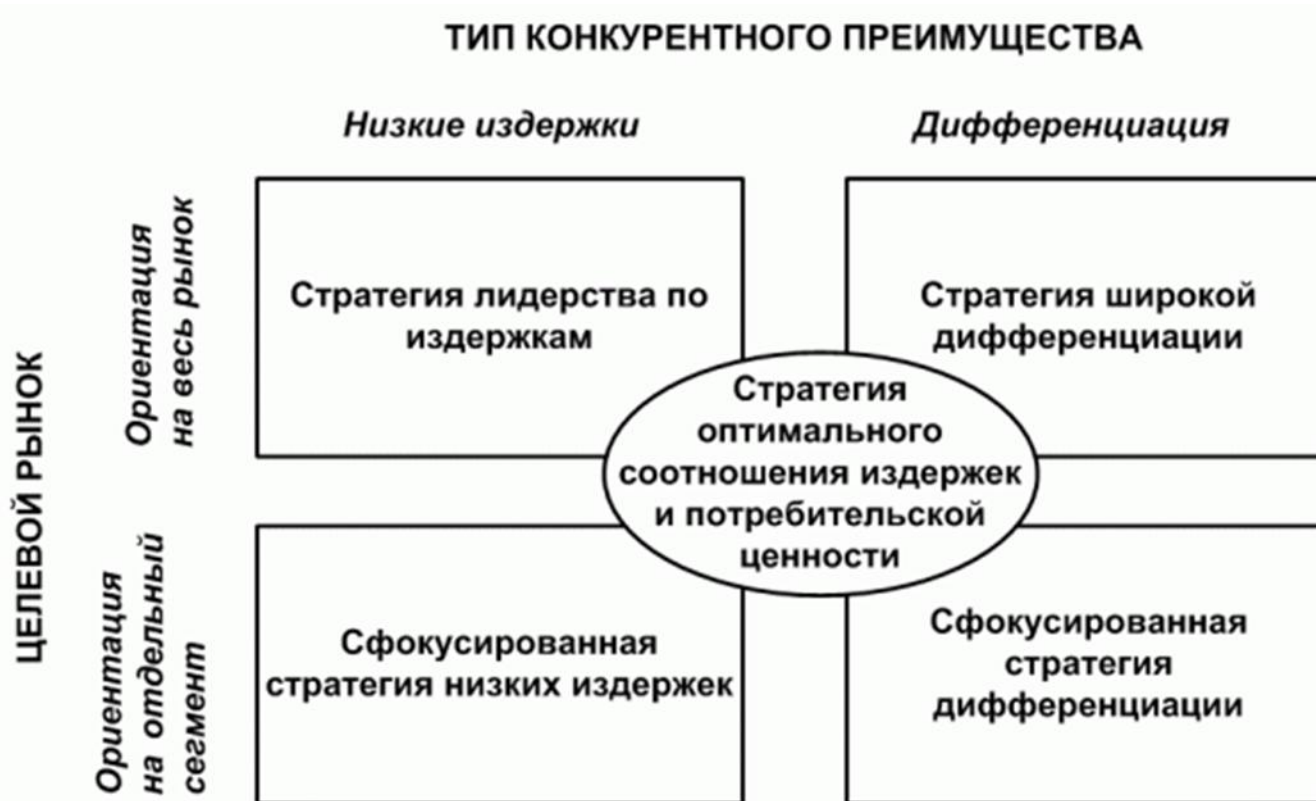 ТИП КОНКУРЕНТНОГО ПРЕИМУЩЕСТВА
Низкие издержки
Дифференциация
ЦЕЛЕВОЙ РЫНОК
Ориентация
на весь рынок
Стратегия лидерства по
издержкам
Стратегия широкой
дифференциации
Стратегия
оптимального
соотношения издержек
и потребительской
ценности
Ориентация
на отдельный
сегмент
Сфокусированная
стратегия низких издержек
Сфокусированная
стратегия
дифференциации